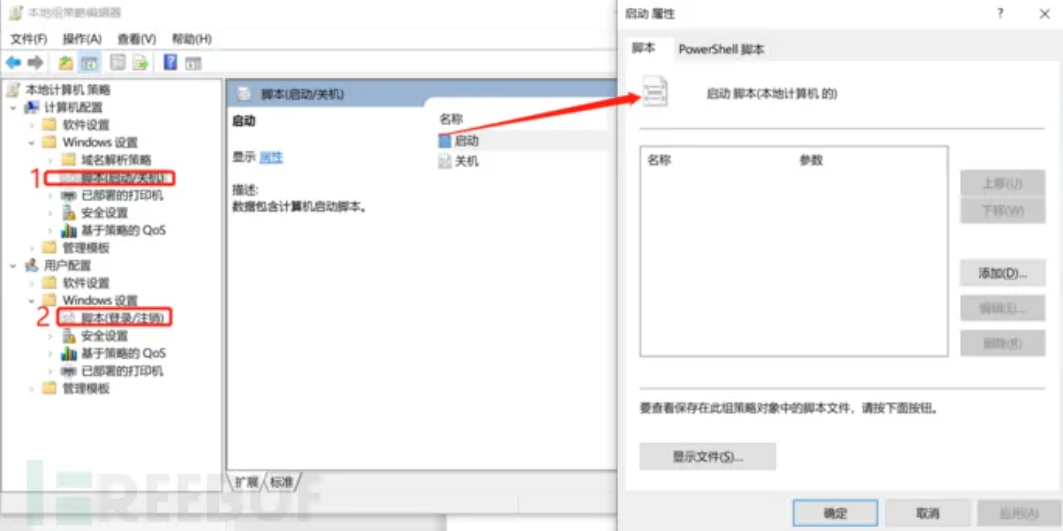 本地组策略编辑器
文件(F) 操作(A) 查看(V) 帮助(H)
本地计算机 策略
计算机配置
软件设置
Windows 设置
域名解析策略
1 脚本(启动/关机)
已部署的打印机
安全设置
基于策略的 QoS
管理模板
用户配置
软件设置
Windows 设置
2 脚本(登录/注销)
安全设置
基于策略的 QoS
已部署的打印机
管理模板
脚本(启动/关机)
启动
显示 属性
描述:
数据包含计算机启动脚本。
名称
启动
关机
扩展 标准
启动 属性
? ×
脚本 PowerShell 脚本
启动 脚本(本地计算机 的)
名称 参数
上移(U)
下移(W)
添加(D)...
编辑(E)...
删除(R)
要查看保存在此组策略对象中的脚本文件，请按下面按钮。
显示文件(S)...
确定 取消 应用(A)
FREEBUF